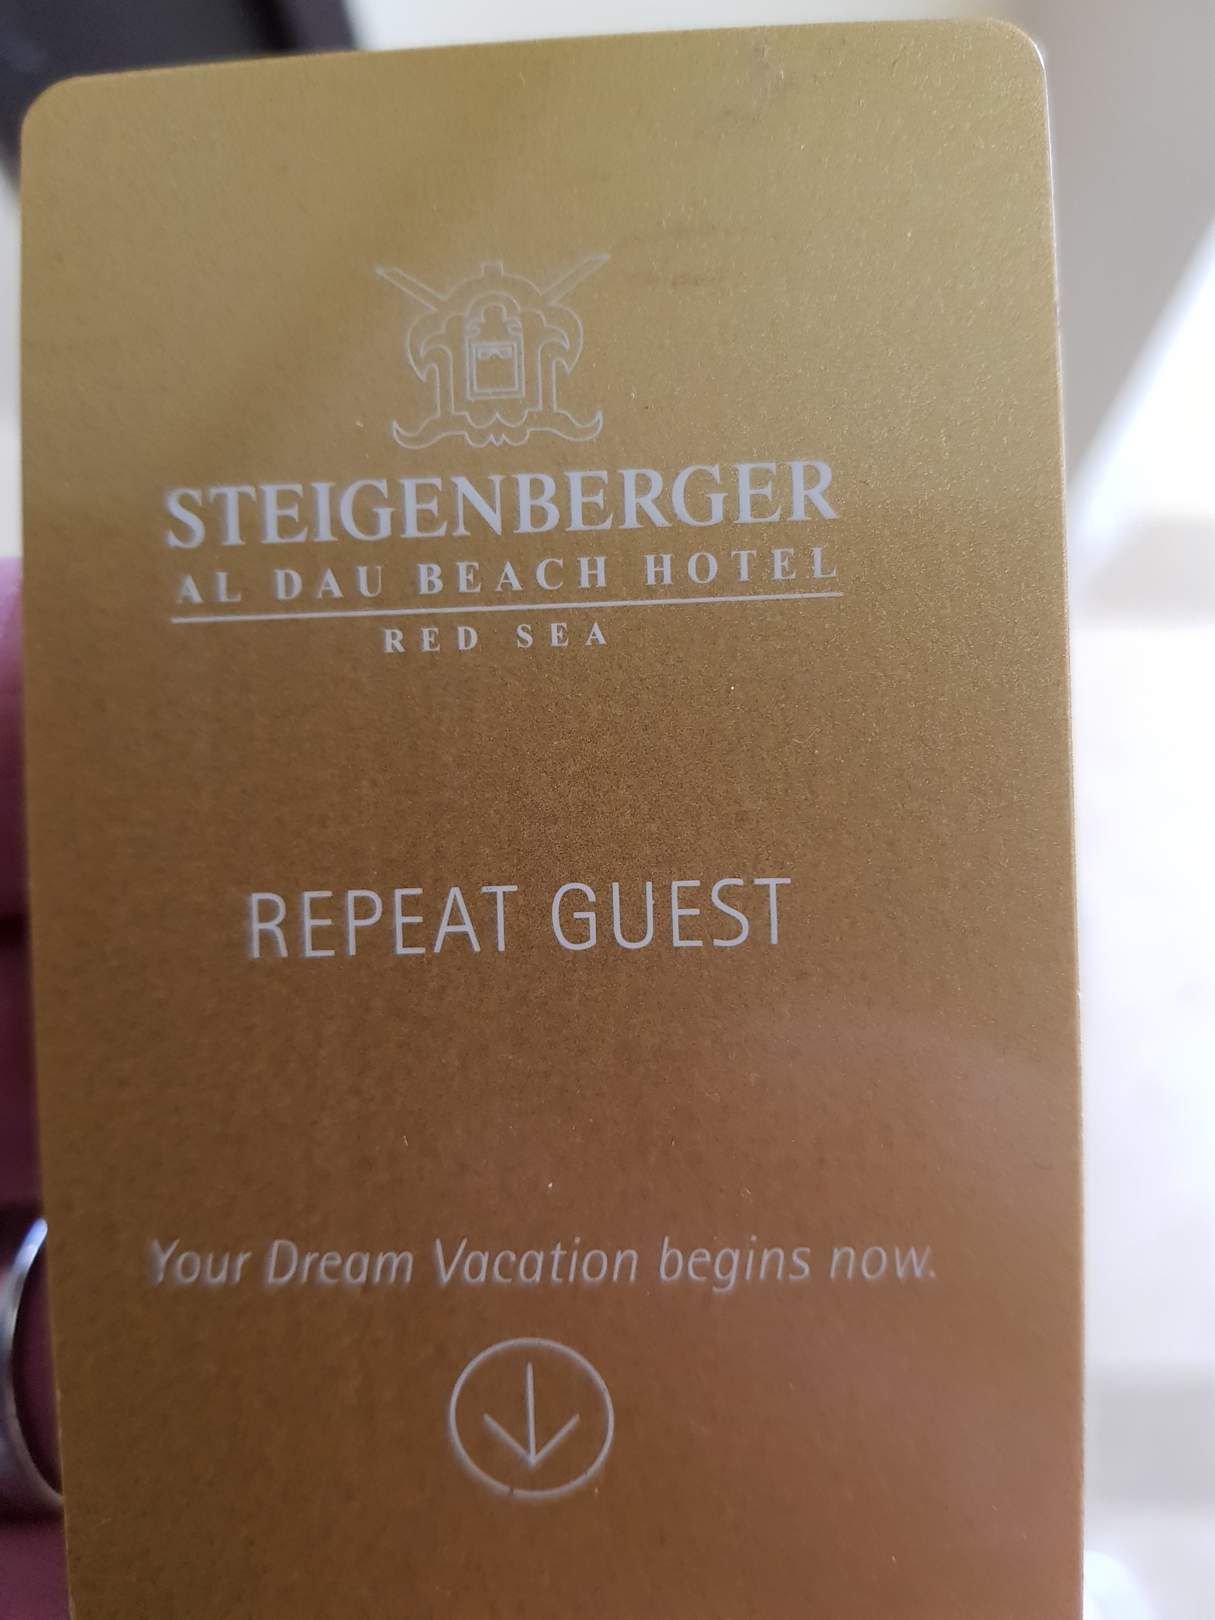 STEIGENBERGER
AL DAU BEACH HOTEL
RED SEA
REPEAT GUEST
Your Dream Vacation begins now.